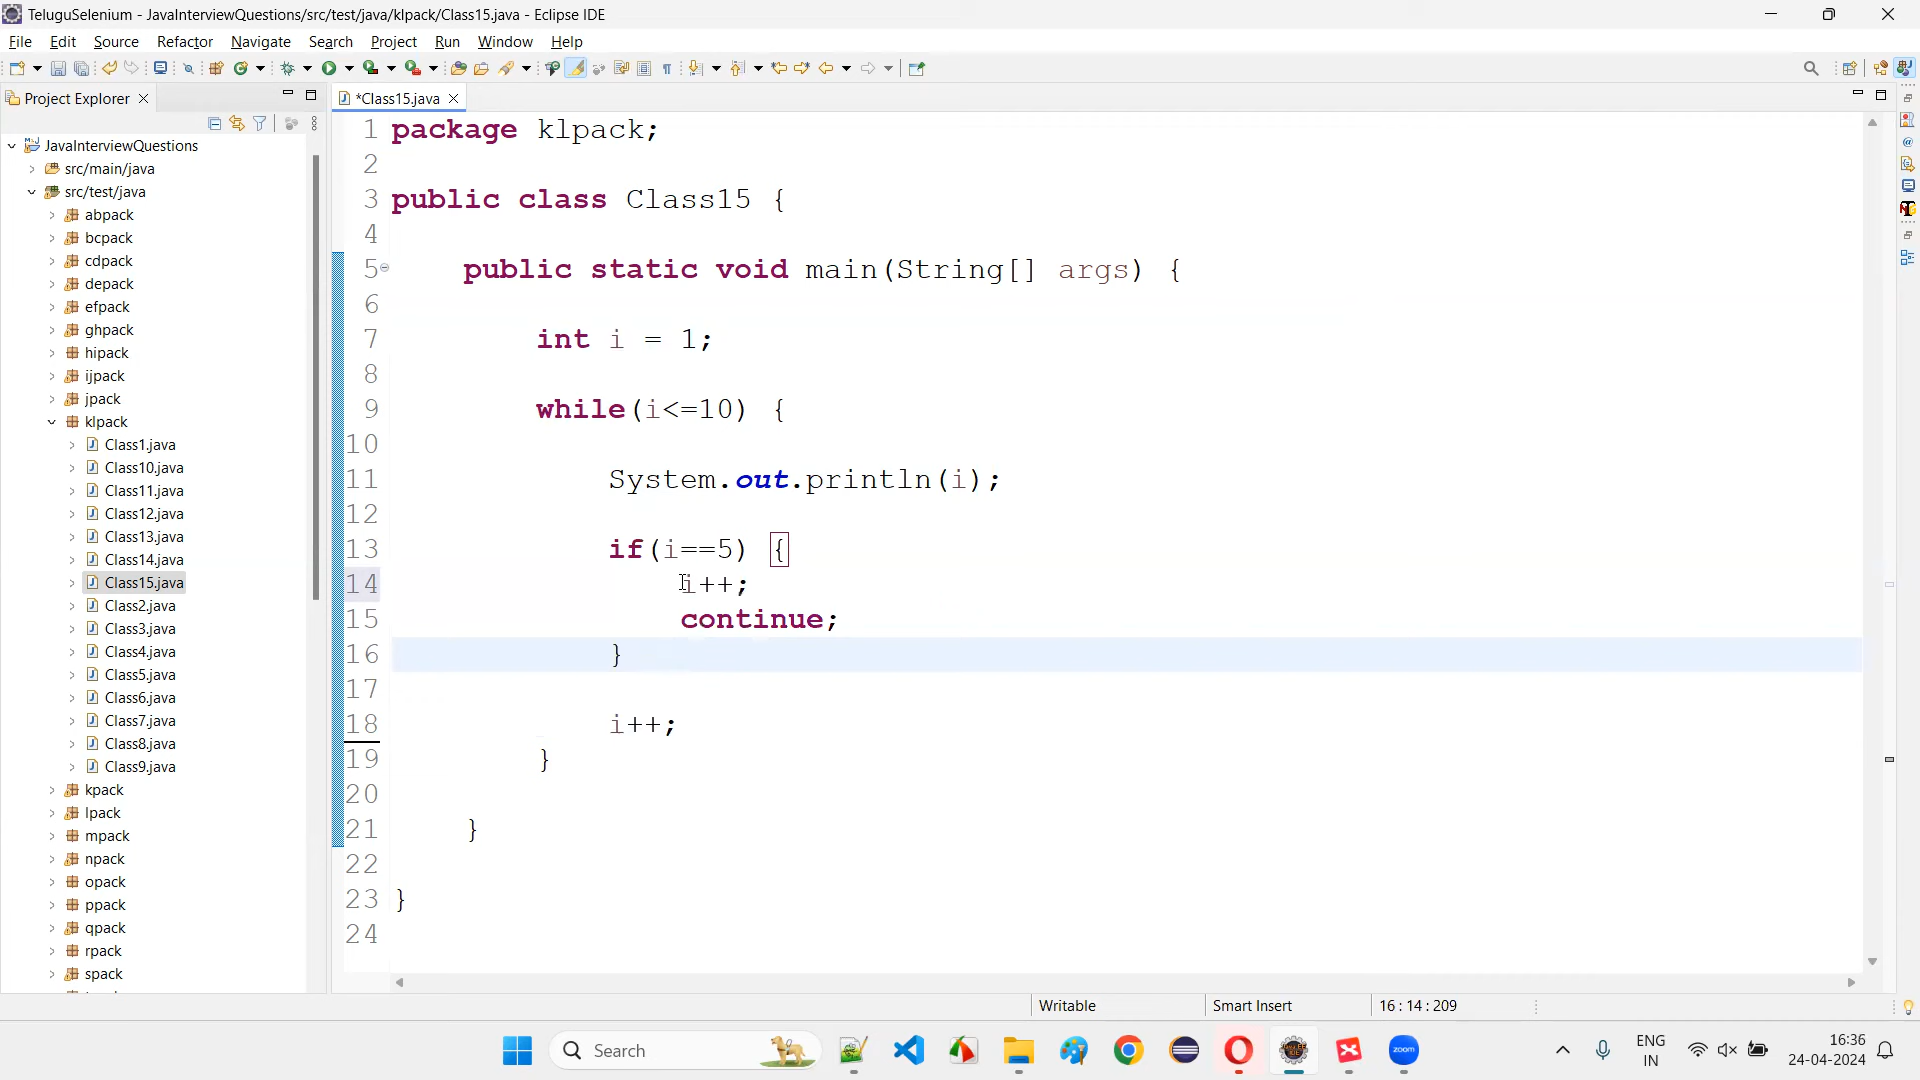 TeluguSelenium - JavaInterviewQuestions/src/test/java/klpack/Class15.java - Eclipse IDE
File Edit Source Refactor Navigate Search Project Run Window Help
Project Explorer
*Class15.java
JavaInterviewQuestions
src/main/java
src/test/java
abpack
bcpack
cdpack
depack
efpack
ghpack
hipack
ijpack
jpack
klpack
Class1.java
Class10.java
Class11.java
Class12.java
Class13.java
Class14.java
Class15.java
Class2.java
Class3.java
Class4.java
Class5.java
Class6.java
Class7.java
Class8.java
Class9.java
kpack
lpack
mpack
npack
opack
ppack
qpack
rpack
spack
1 package klpack;
2
3 public class Class15 {
4
5 public static void main(String[] args) {
6
7 int i = 1;
8
9 while(i<=10) {
10
11 System.out.println(i);
12
13 if(i==5) {
14 i++;
15 continue;
16 }
17
18 i++;
19 }
20
21 }
22
23 }
24
Writable Smart Insert 16 : 14 : 209
Search
zoom
ENG
IN
16:36
24-04-2024